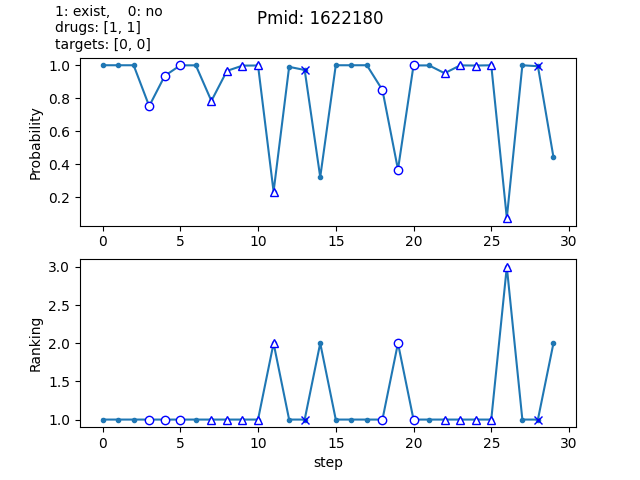 1: exist,    0: no
Pmid: 1622180
drugs: [1, 1]
targets: [0, 0]
1.0
0.8
0.6
0.4
0.2
Probability
0 5 10 15 20 25 30
3.0
2.5
2.0
1.5
1.0
Ranking
0 5 10 15 20 25 30
step